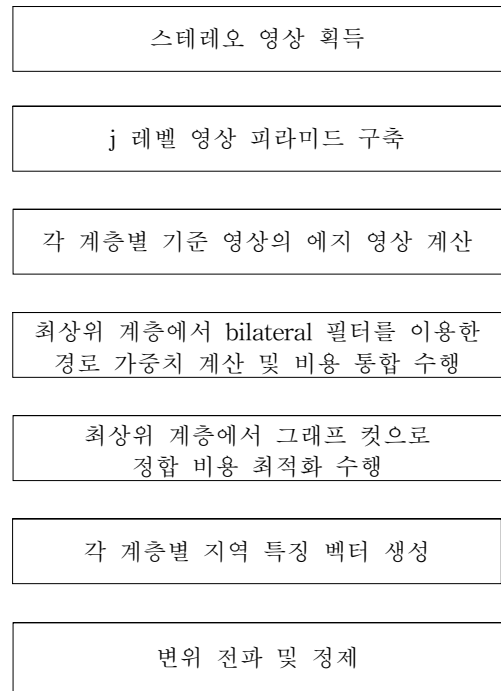 스테레오 영상 획득
j 레벨 영상 피라미드 구축
각 계층별 기준 영상의 에지 영상 계산
최상위 계층에서 bilateral 필터를 이용한
경로 가중치 계산 및 비용 통합 수행
최상위 계층에서 그래프 컷으로
정합 비용 최적화 수행
각 계층별 지역 특징 벡터 생성
변위 전파 및 정제